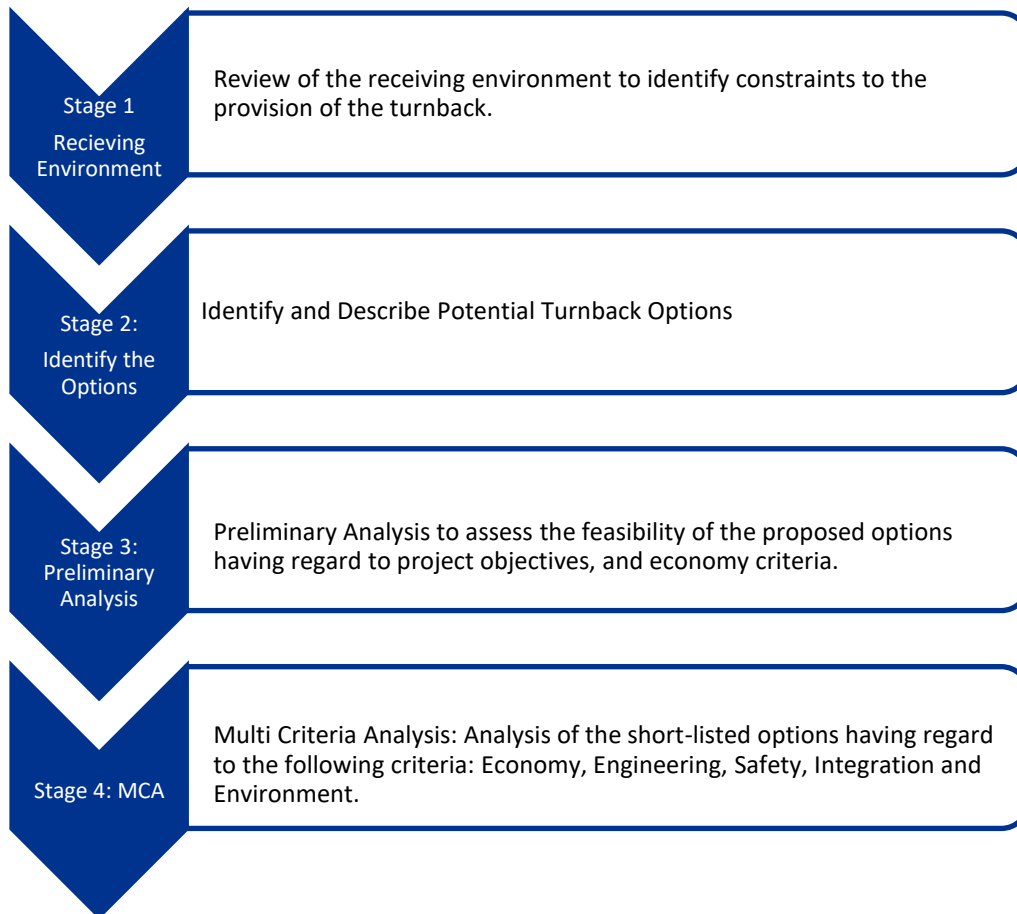 Stage 1
Recieving
Environment
Review of the receiving environment to identify constraints to the
provision of the turnback.
Stage 2:
Identify the
Options
Identify and Describe Potential Turnback Options
Stage 3:
Preliminary
Analysis
Preliminary Analysis to assess the feasibility of the proposed options
having regard to project objectives, and economy criteria.
Stage 4: MCA
Multi Criteria Analysis: Analysis of the short-listed options having regard
to the following criteria: Economy, Engineering, Safety, Integration and
Environment.